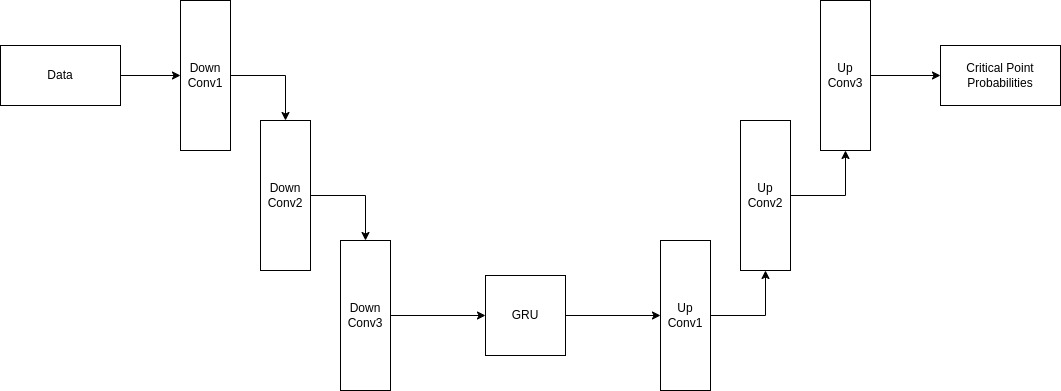 Data
Down
Conv1
Down
Conv2
Down
Conv3
GRU
Up
Conv1
Up
Conv2
Up
Conv3
Critical Point
Probabilities